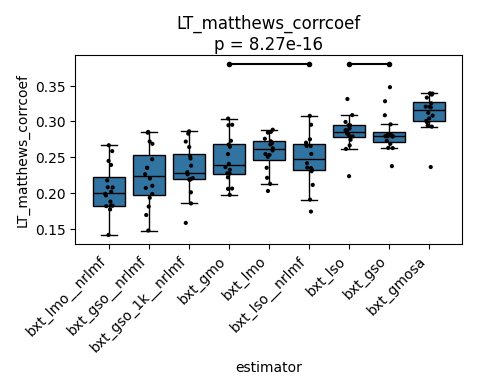 LT_matthews_corrcoef
p = 8.27e-16
LT_matthews_corrcoef
0.35
0.30
0.25
0.20
0.15
bxt_lmo__nrlmf
bxt_gso__nrlmf
bxt_gso_1k__nrlmf
bxt_gmo
bxt_lmo
bxt_lso__nrlmf
bxt_lso
bxt_gso
bxt_gmosa
estimator